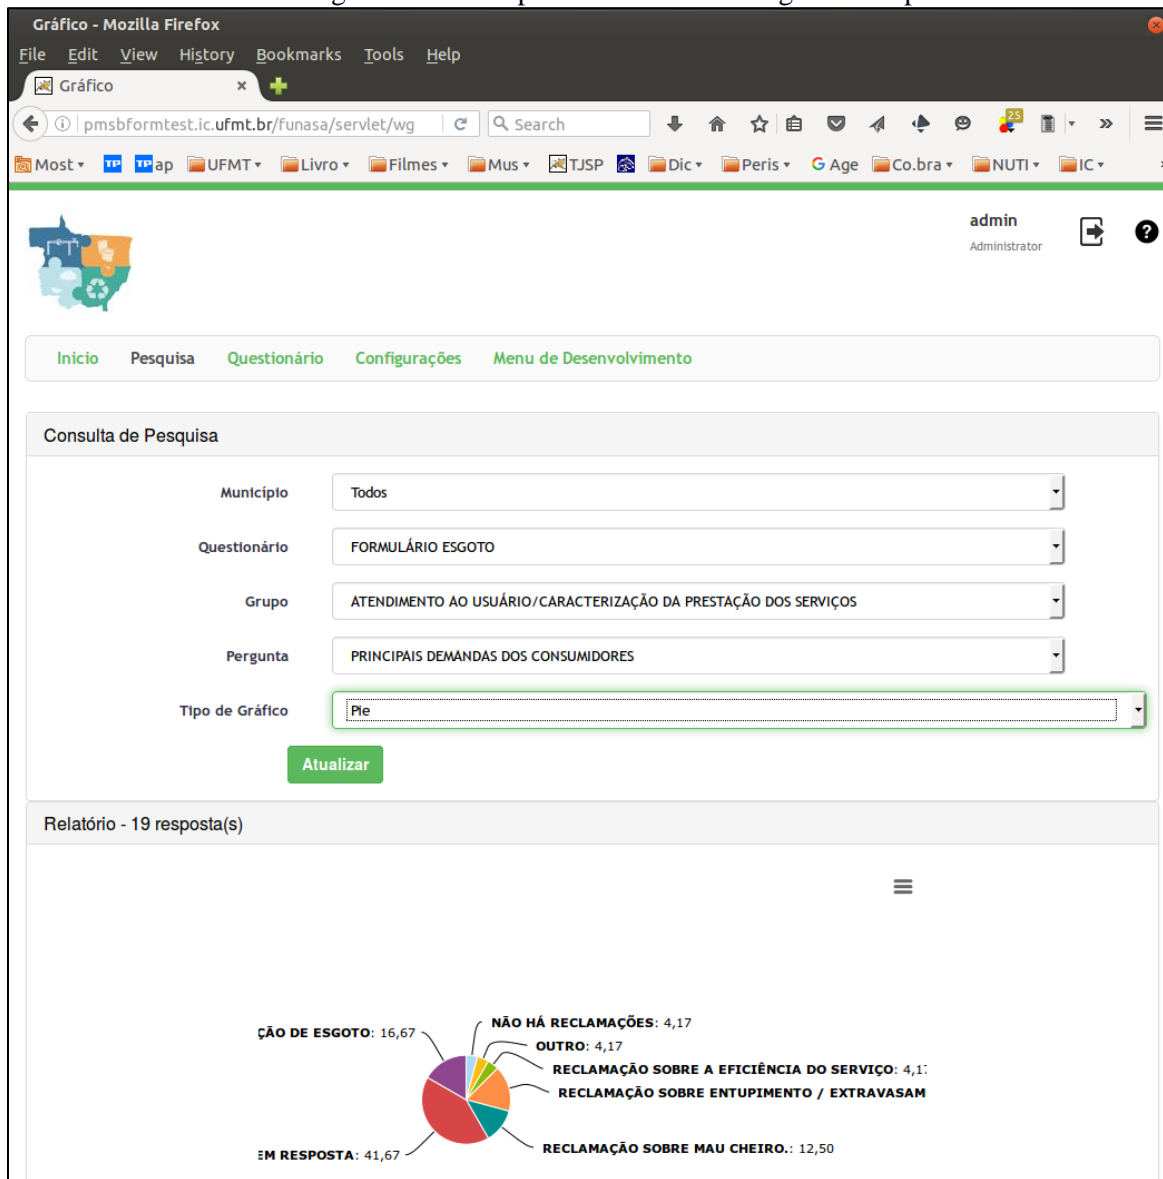 Gráfico - Mozilla Firefox
File Edit View History Bookmarks Tools Help
Gráfico
pmsbformtest.ic.ufmt.br/funasa/servlet/wg Search 25
Most TP TP ap UFMT Livro Filmes Mus TJSP Dic Peris G Age Co.bra NUTI IC
admin
Administrator
Inicio Pesquisa Questionário Configurações Menu de Desenvolvimento
Consulta de Pesquisa
Município Todos
Questionário FORMULÁRIO ESGOTO
Grupo ATENDIMENTO AO USUÁRIO/CARACTERIZAÇÃO DA PRESTAÇÃO DOS SERVIÇOS
Pergunta PRINCIPAIS DEMANDAS DOS CONSUMIDORES
Tipo de Gráfico Pie
Atualizar
Relatório - 19 resposta(s)
NÃO HÁ RECLAMAÇÕES: 4,17
ÇÃO DE ESGOTO: 16,67
OUTRO: 4,17
RECLAMAÇÃO SOBRE A EFICIÊNCIA DO SERVIÇO: 4,17
RECLAMAÇÃO SOBRE ENTUPIMENTO / EXTRAVASAM
RECLAMAÇÃO SOBRE MAU CHEIRO.: 12,50
EM RESPOSTA: 41,67